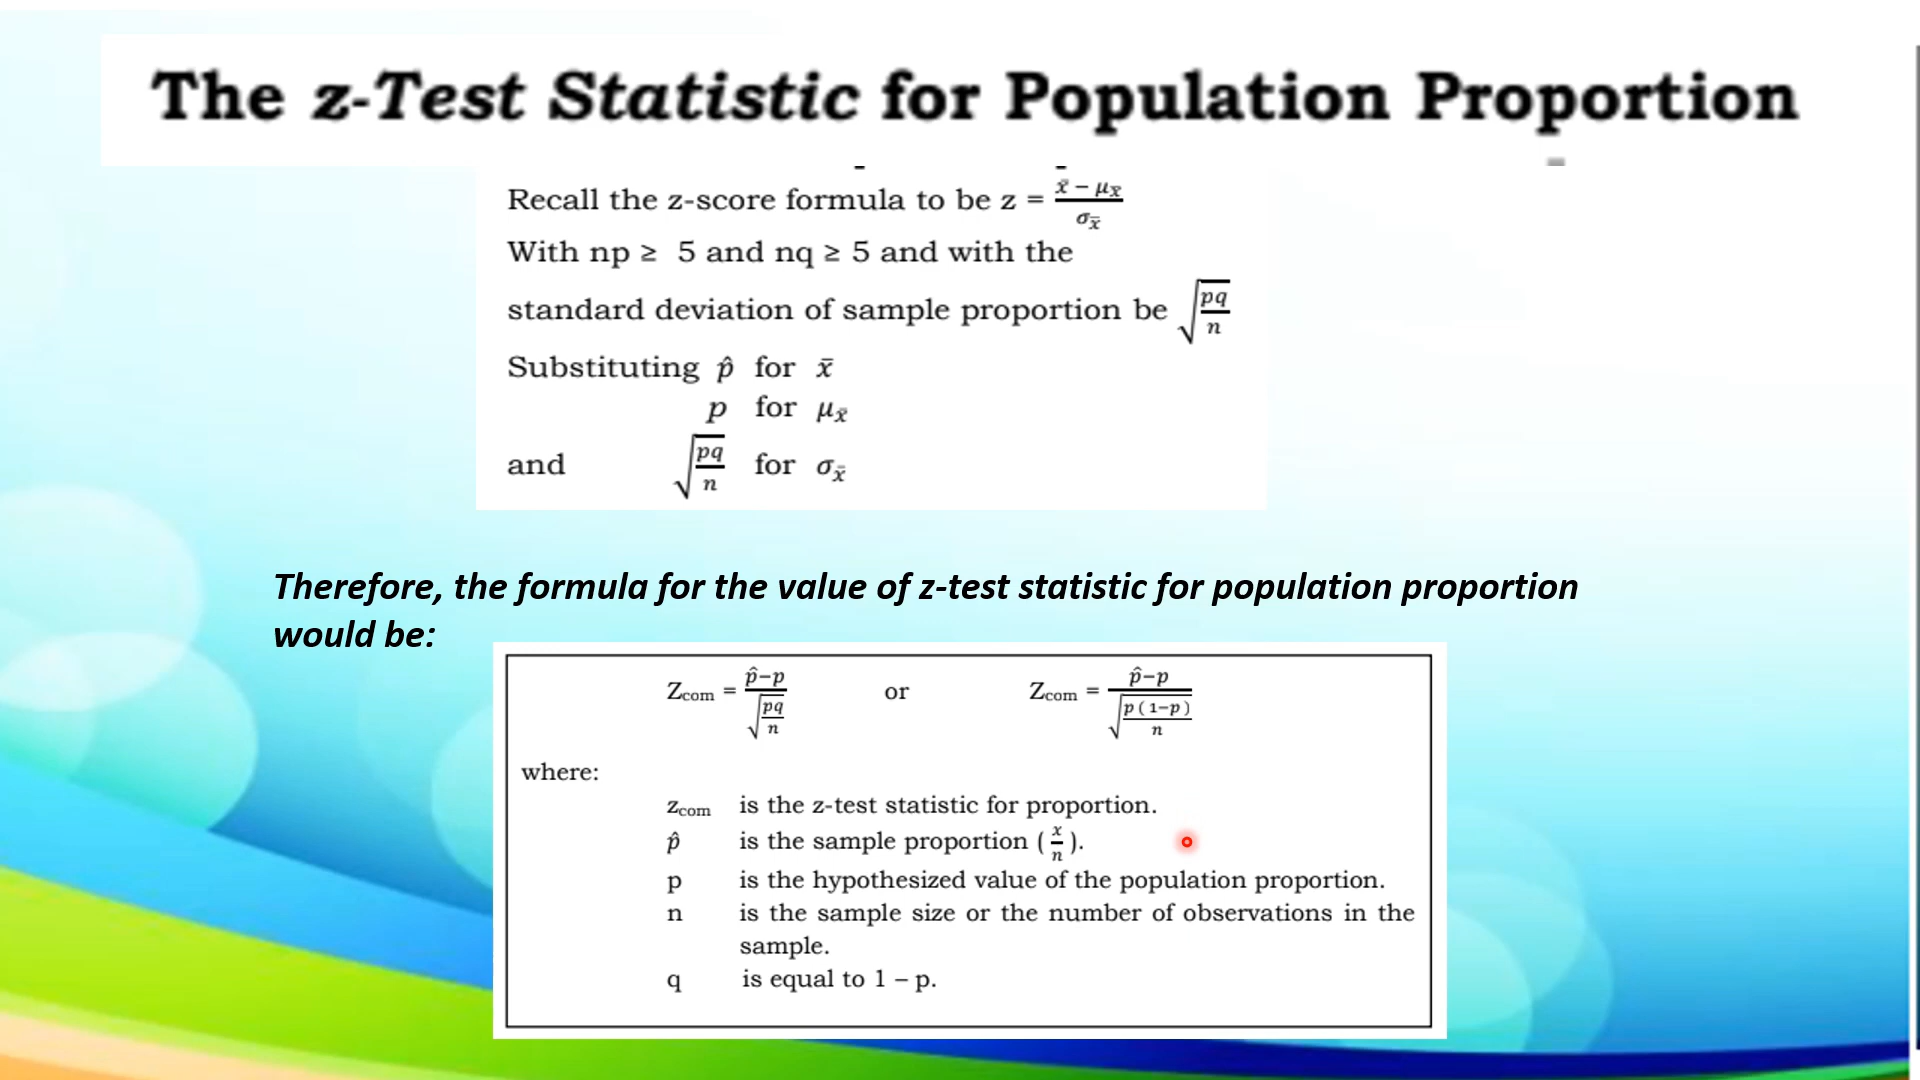 The z-Test Statistic for Population Proportion
Recall the z-score formula to be z = (x̄ − μx̄)/σx̄
With np ≥ 5 and nq ≥ 5 and with the
standard deviation of sample proportion be √(pq/n)
Substituting p̂ for x̄
p for μx̄
and √(pq/n) for σx̄
Therefore, the formula for the value of z-test statistic for population proportion
would be:
Zcom = (p̂−p)/√(pq/n) or Zcom = (p̂−p)/√(p(1−p)/n)
where:
zcom is the z-test statistic for proportion.
p̂ is the sample proportion (x/n).
p is the hypothesized value of the population proportion.
n is the sample size or the number of observations in the
sample.
q is equal to 1 – p.